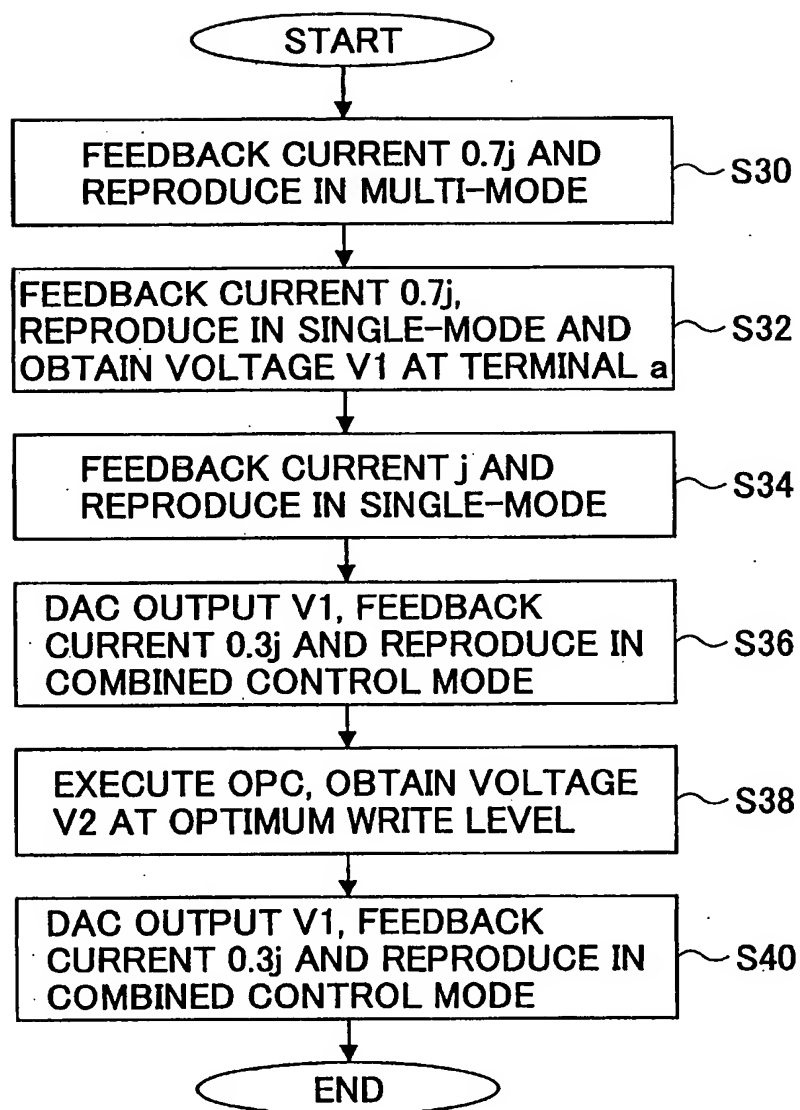 START
FEEDBACK CURRENT 0.7j AND
REPRODUCE IN MULTI-MODE
S30
FEEDBACK CURRENT 0.7j,
REPRODUCE IN SINGLE-MODE AND
OBTAIN VOLTAGE V1 AT TERMINAL a
S32
FEEDBACK CURRENT j AND
REPRODUCE IN SINGLE-MODE
S34
DAC OUTPUT V1, FEEDBACK
CURRENT 0.3j AND REPRODUCE IN
COMBINED CONTROL MODE
S36
EXECUTE OPC, OBTAIN VOLTAGE
V2 AT OPTIMUM WRITE LEVEL
S38
DAC OUTPUT V1, FEEDBACK
CURRENT 0.3j AND REPRODUCE IN
COMBINED CONTROL MODE
S40
END